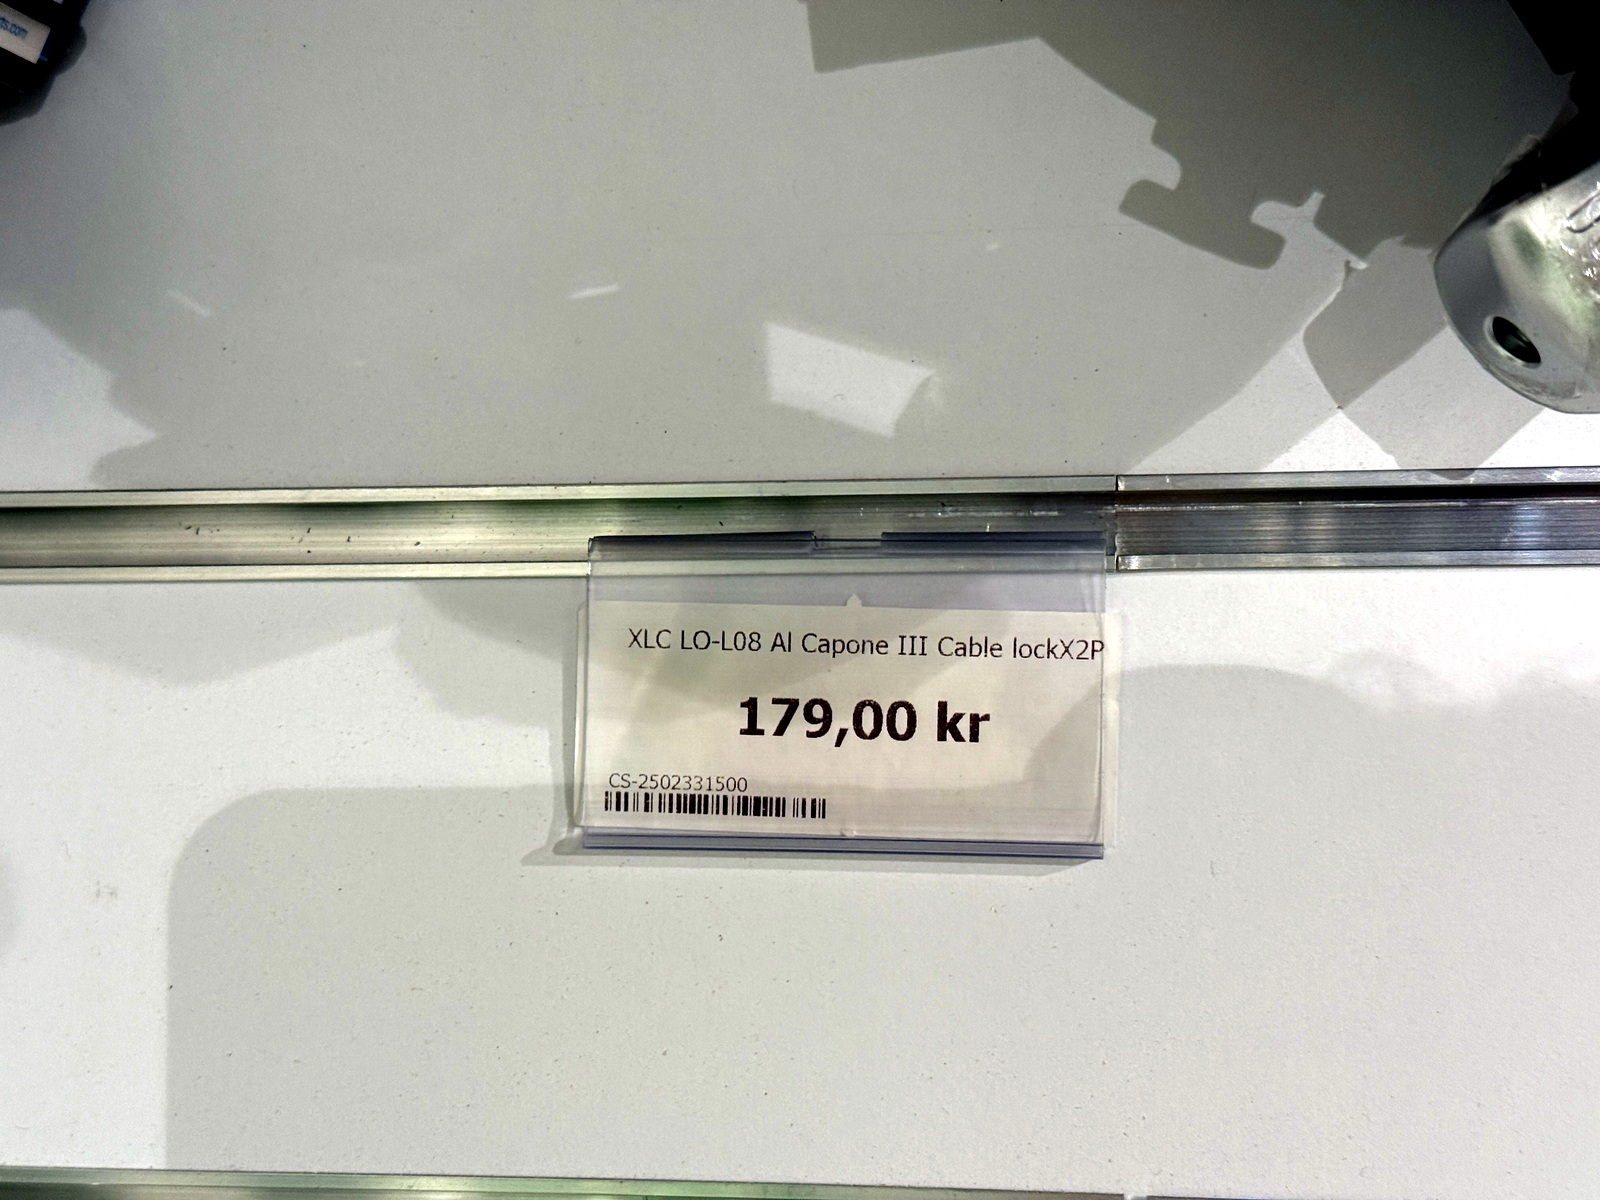 XLC LO-L08 Al Capone III Cable lockX2P
179,00 kr
CS-2502331500